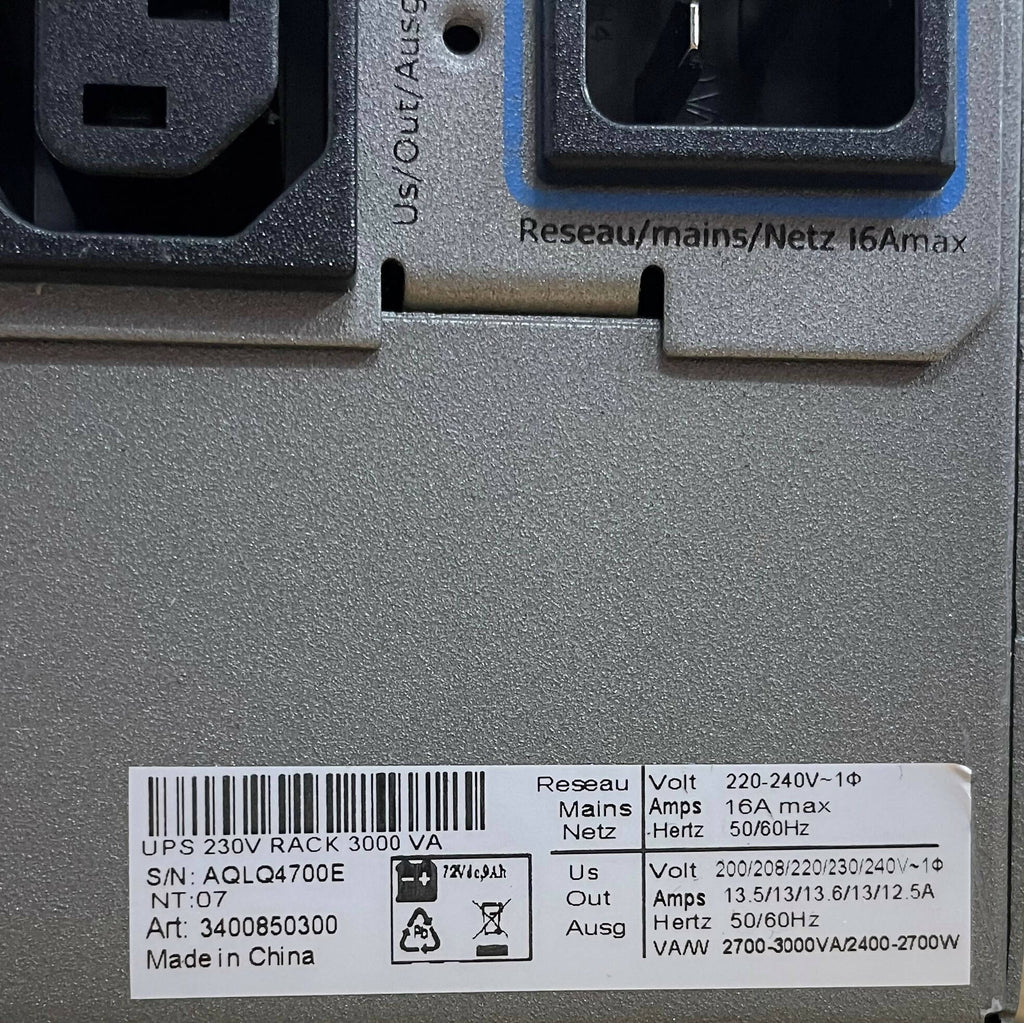 Us/Out/Ausg
Reseau/mains/Netz 16Amax
UPS 230V RACK 3000 VA
S/N: AQLQ4700E
NT:07
Art: 3400850300
Made in China
72Vdc,9Ah
Pb
Reseau Volt 220-240V~1Φ
Mains Amps 16A max
Netz Hertz 50/60Hz
Us Volt 200/208/220/230/240V~1Φ
Out Amps 13.5/13/13.6/13/12.5A
Ausg Hertz 50/60Hz
VA/W 2700-3000VA/2400-2700W